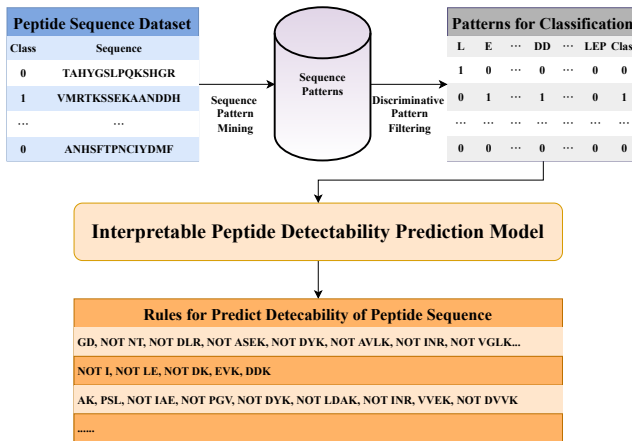 Peptide Sequence Dataset
Class Sequence
0 TAHYGSLPQKSHGR
1 VMRTKSSEKAANDDH
... ...
0 ANHSFTPNCIYDMF
Sequence
Pattern
Mining
Sequence
Patterns
Discriminative
Pattern
Filtering
Patterns for Classification
L E ... DD ... LEP Class
1 0 ... 0 ... 0 0
0 1 ... 1 ... 0 1
... ... ... ... ... ... ...
0 0 ... 0 ... 0 0
Interpretable Peptide Detectability Prediction Model
Rules for Predict Detecability of Peptide Sequence
GD, NOT NT, NOT DLR, NOT ASEK, NOT DYK, NOT AVLK, NOT INR, NOT VGLK...
NOT I, NOT LE, NOT DK, EVK, DDK
AK, PSL, NOT IAE, NOT PGV, NOT DYK, NOT LDAK, NOT INR, VVEK, NOT DVVK
......